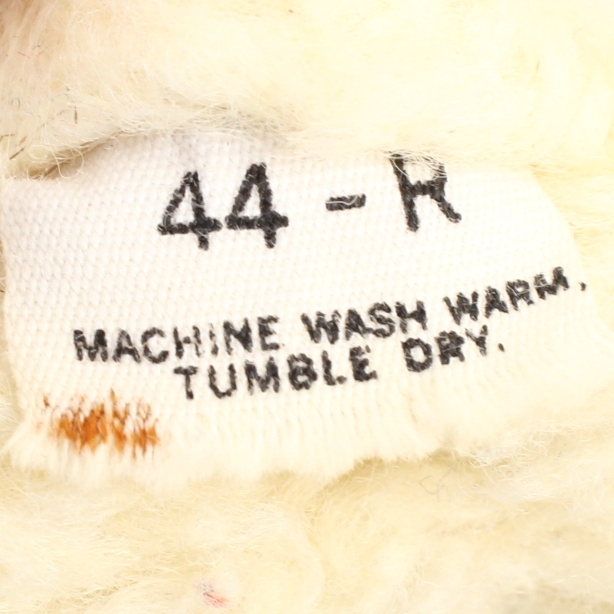 44 - R
MACHINE WASH WARM,
TUMBLE DRY.